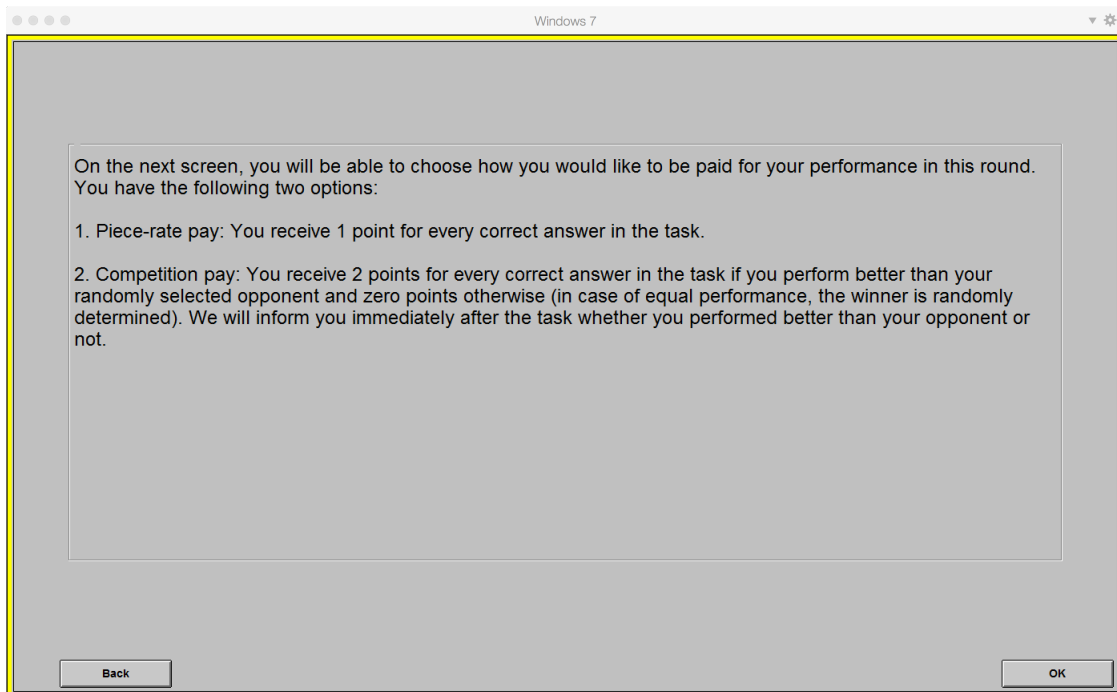 Windows 7
On the next screen, you will be able to choose how you would like to be paid for your performance in this round.
You have the following two options:
1. Piece-rate pay: You receive 1 point for every correct answer in the task.
2. Competition pay: You receive 2 points for every correct answer in the task if you perform better than your
randomly selected opponent and zero points otherwise (in case of equal performance, the winner is randomly
determined). We will inform you immediately after the task whether you performed better than your opponent or
not.
Back
OK